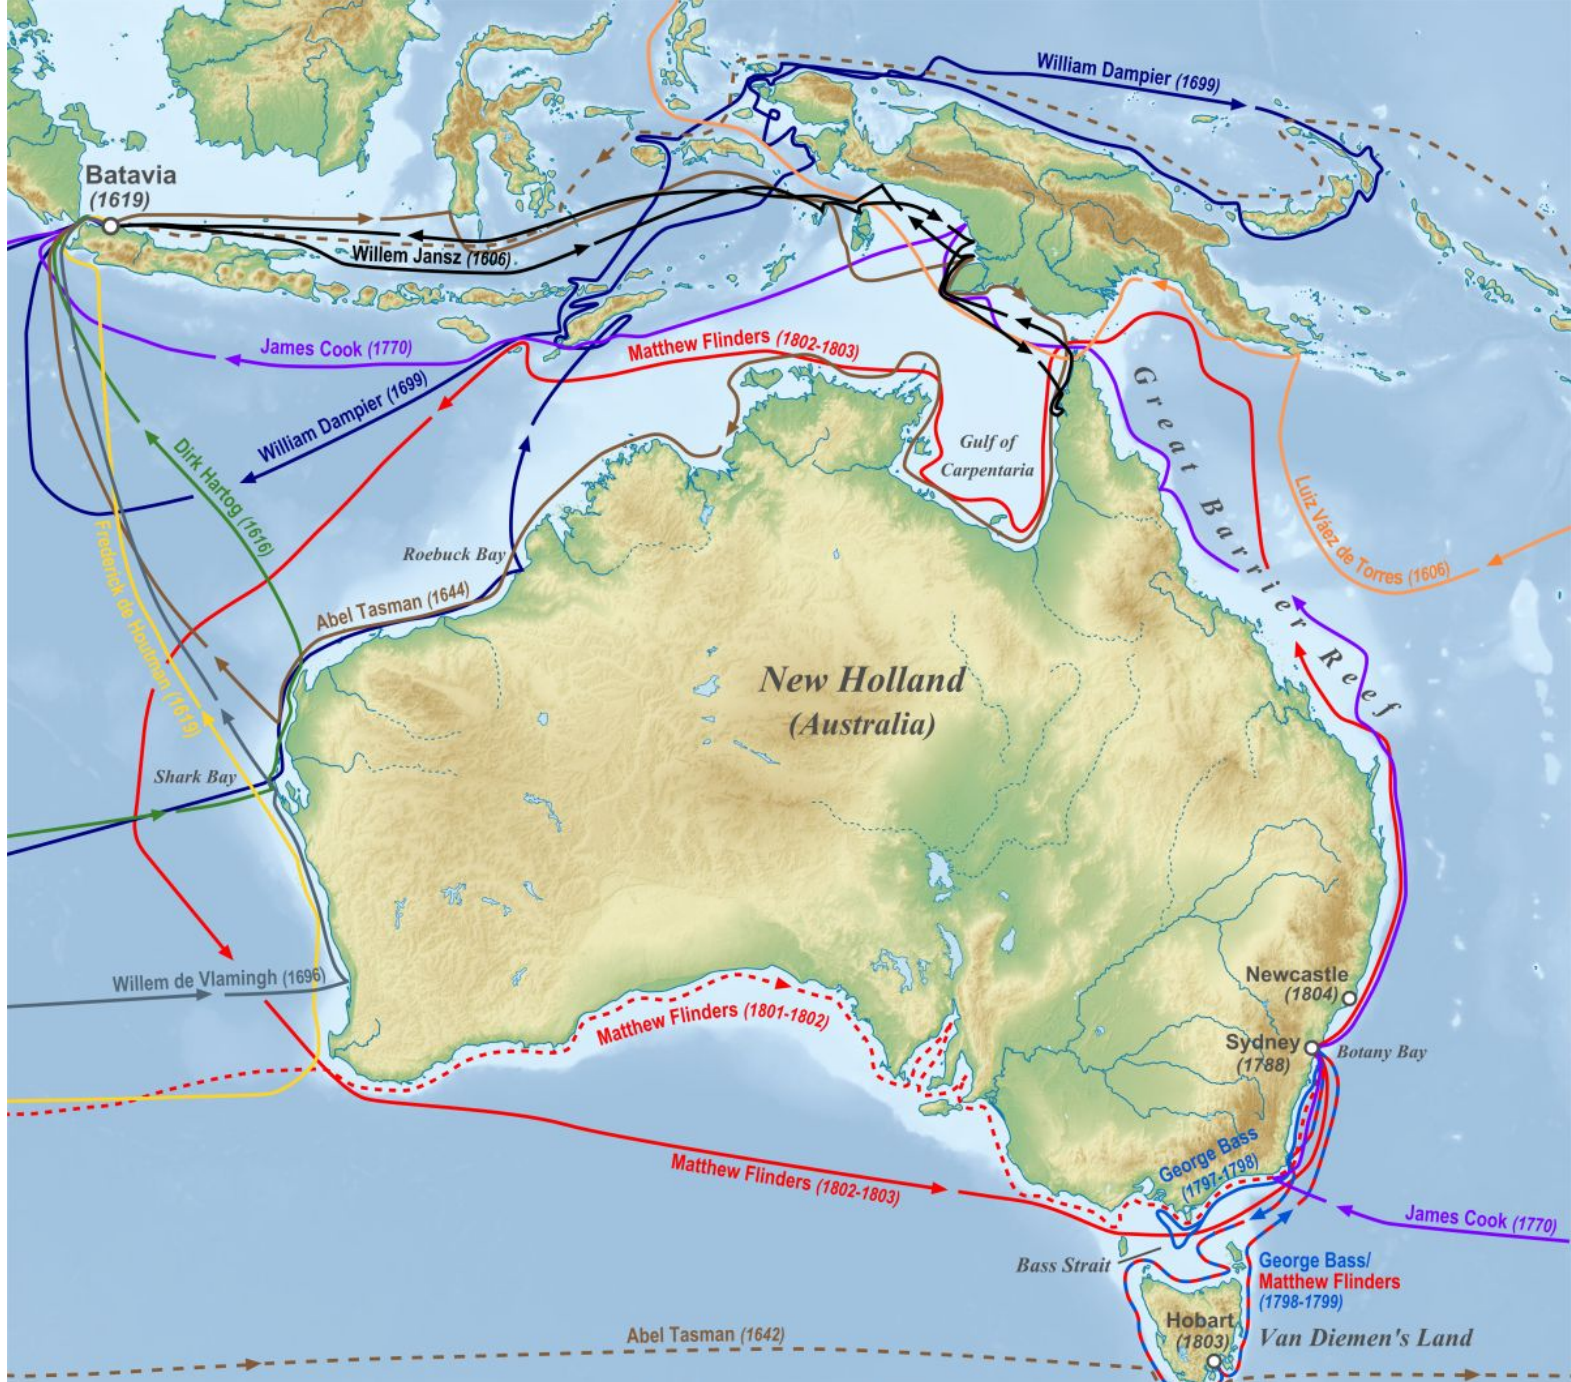 William Dampier (1699)
Batavia
(1619)
Willem Jansz (1606)
James Cook (1770)
Matthew Flinders (1802-1803)
William Dampier (1699)
Dirk Hartog (1616)
Great Barrier Reef
Gulf of
Carpentaria
Luiz Váez de Torres (1606)
Frederick de Houtman (1619)
Roebuck Bay
Abel Tasman (1644)
New Holland
(Australia)
Shark Bay
Willem de Vlamingh (1696)
Matthew Flinders (1801-1802)
Newcastle
(1804)
Sydney
(1788)
Botany Bay
George Bass
(1797-1798)
Matthew Flinders (1802-1803)
James Cook (1770)
Bass Strait
George Bass/
Matthew Flinders
(1798-1799)
Hobart
(1803)
Van Diemen's Land
Abel Tasman (1642)